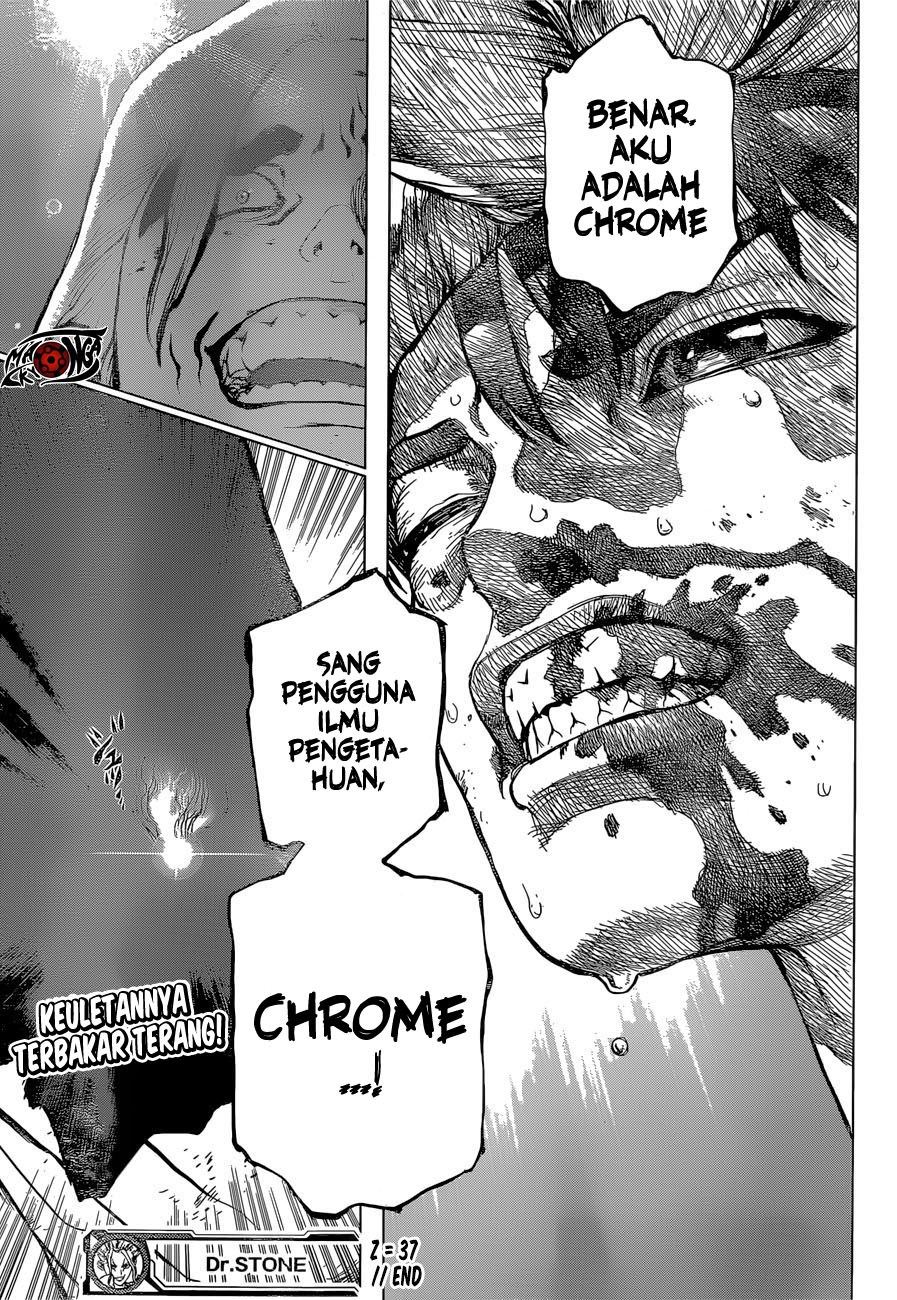 BENAR,
AKU
ADALAH
CHROME
SANG
PENGGUNA
ILMU
PENGETA-
HUAN,
CHROME
....!
KEULETANNYA
TERBAKAR TERANG!
Dr.STONE
Z = 37
// END